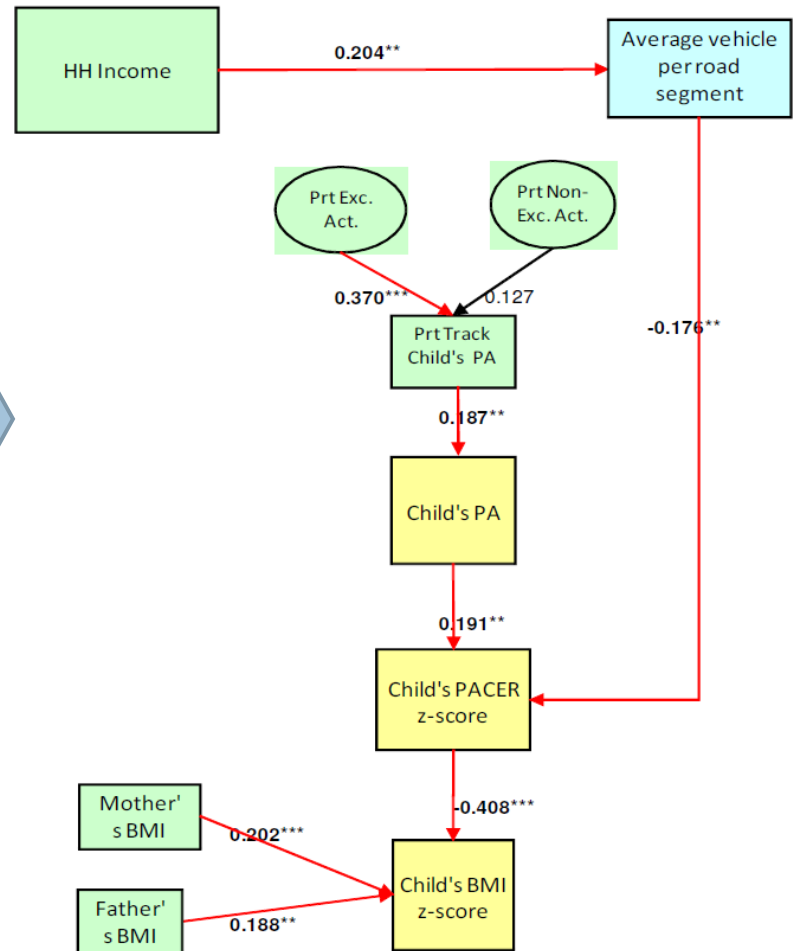 HH Income
0.204**
Average vehicle
per road
segment
Prt Exc.
Act.
Prt Non-
Exc. Act.
0.370***
0.127
-0.176**
Prt Track
Child's PA
0.187**
Child's PA
0.191**
Child's PACER
z-score
-0.408***
Mother'
s BMI
0.202***
Child's BMI
z-score
Father'
s BMI
0.188**